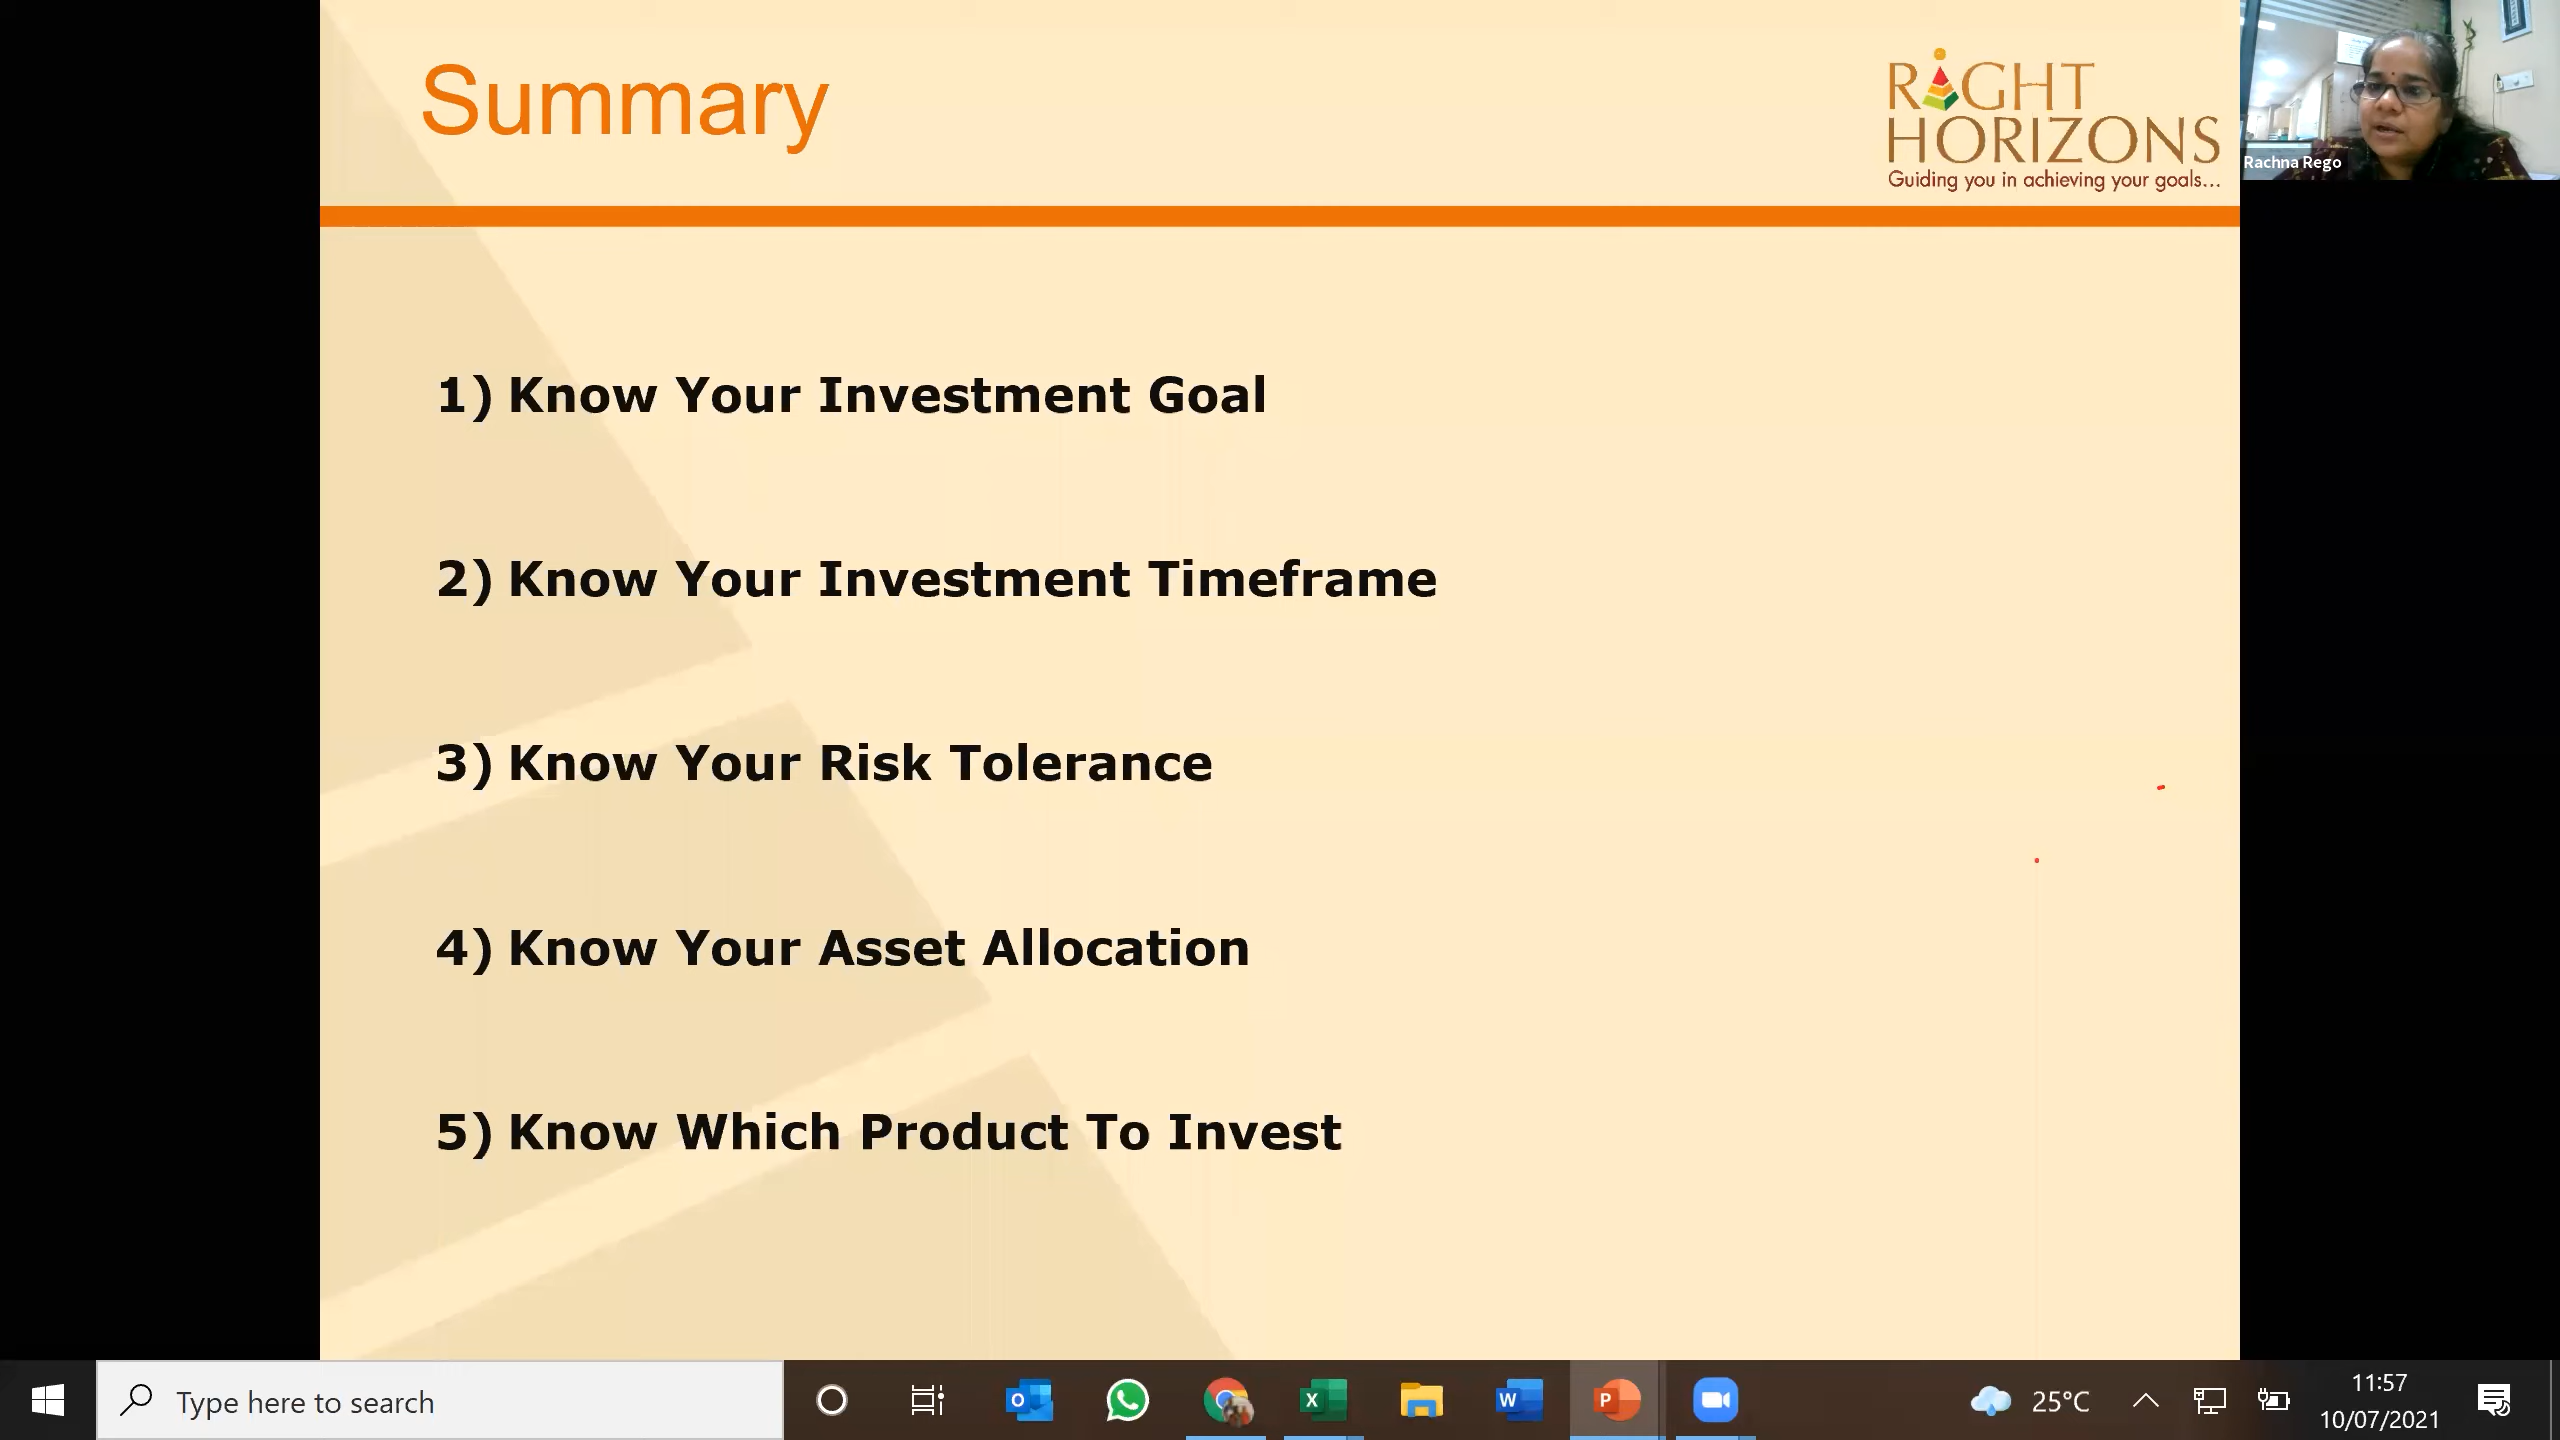 Summary
RIGHT
HORIZONS
Guiding you in achieving your goals...
Rachna Rego
1) Know Your Investment Goal
2) Know Your Investment Timeframe
3) Know Your Risk Tolerance
4) Know Your Asset Allocation
5) Know Which Product To Invest
Type here to search
25°C
11:57
10/07/2021